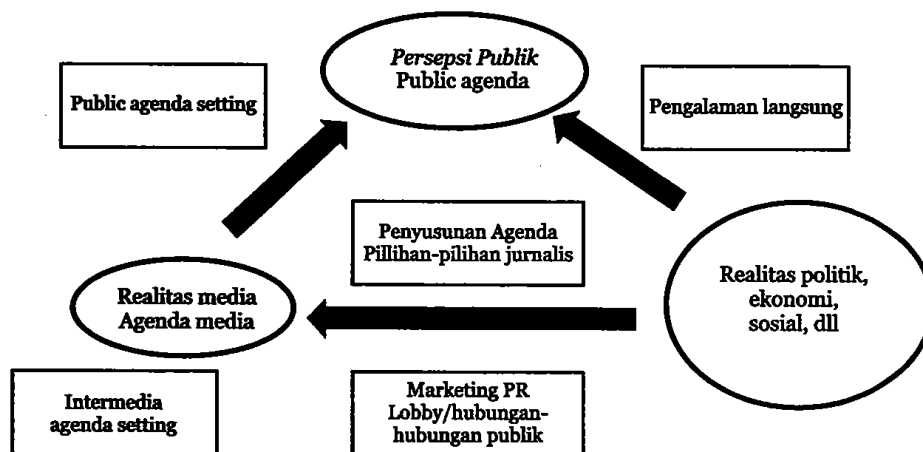 Persepsi Publik
Public agenda
Public agenda setting
Pengalaman langsung
Penyusunan Agenda
Pillihan-pilihan jurnalis
Realitas media
Agenda media
Realitas politik,
ekonomi,
sosial, dll
Intermedia
agenda setting
Marketing PR
Lobby/hubungan-
hubungan publik